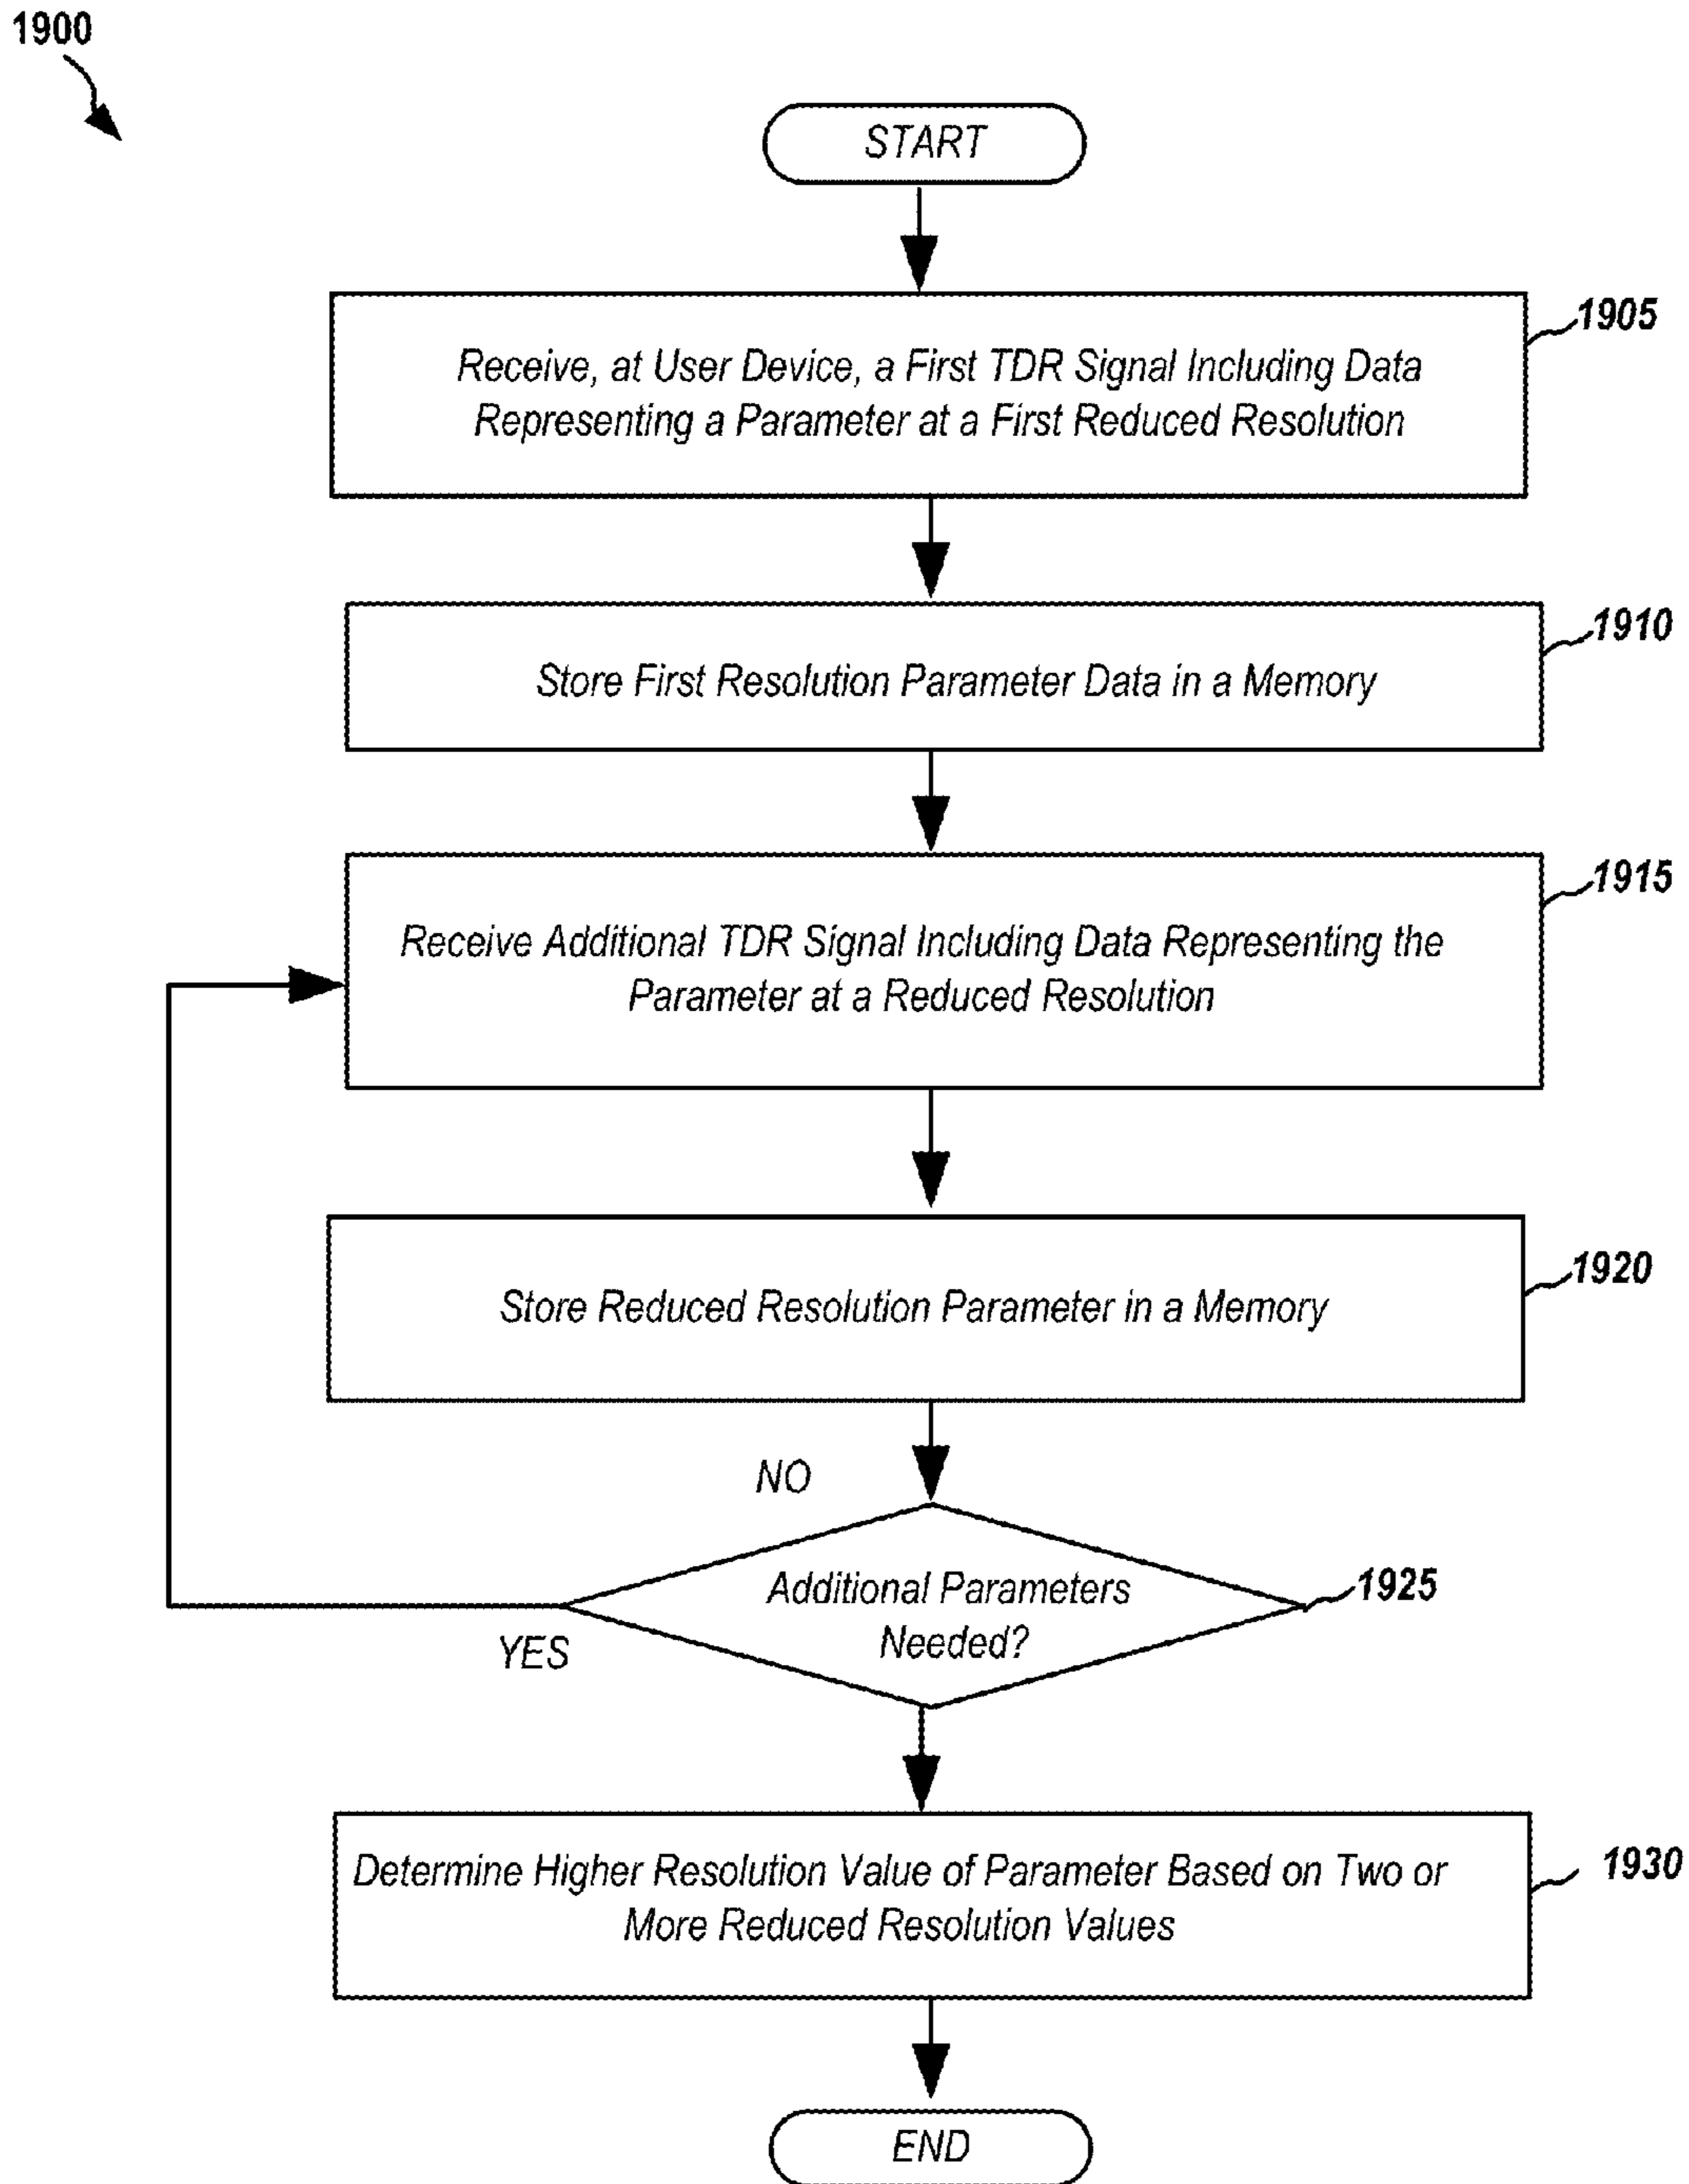 1900
START
Receive, at User Device, a First TDR Signal Including Data
Representing a Parameter at a First Reduced Resolution
1905
Store First Resolution Parameter Data in a Memory
1910
Receive Additional TDR Signal Including Data Representing the
Parameter at a Reduced Resolution
1915
Store Reduced Resolution Parameter in a Memory
1920
NO
Additional Parameters
Needed?
1925
YES
Determine Higher Resolution Value of Parameter Based on Two or
More Reduced Resolution Values
1930
END